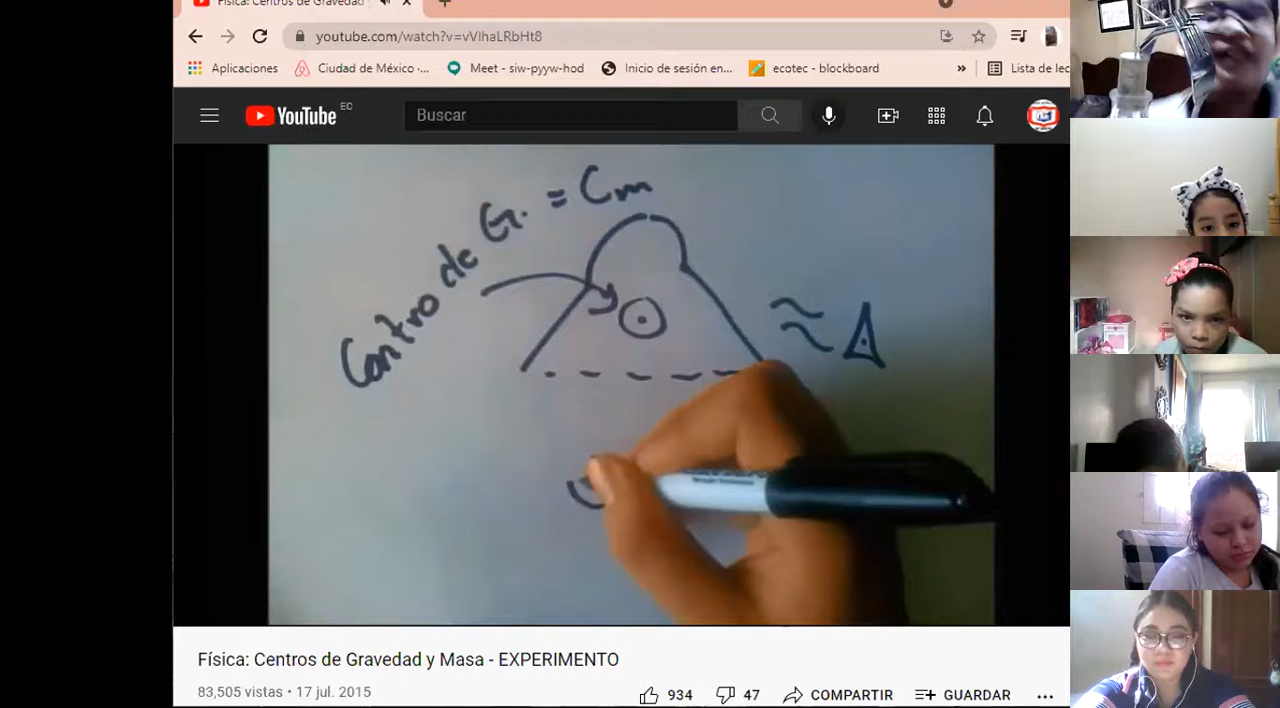 Física: Centros de Gravedad
youtube.com/watch?v=vVlhaLRbHt8
Aplicaciones
Ciudad de México ·...
Meet - siw-pyyw-hod
Inicio de sesión en...
ecotec - blockboard
»
Lista de lec
YouTube EC
Buscar
Centro de G. = Cm
Física: Centros de Gravedad y Masa - EXPERIMENTO
83,505 vistas • 17 jul. 2015
934
47
COMPARTIR
GUARDAR